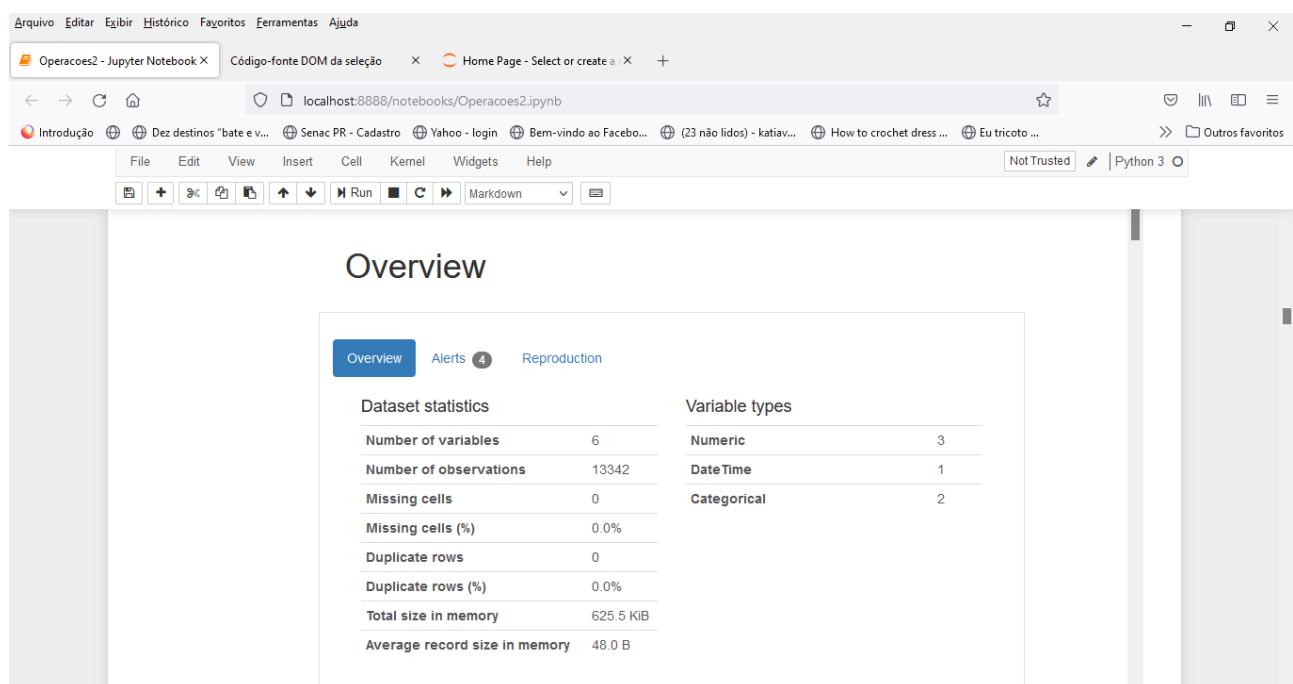 Arquivo Editar Exibir Histórico Favoritos Ferramentas Ajuda
Operacoes2 - Jupyter Notebook
Código-fonte DOM da seleção
Home Page - Select or create a
localhost:8888/notebooks/Operacoes2.ipynb
Introdução
Dez destinos "bate e v...
Senac PR - Cadastro
Yahoo - login
Bem-vindo ao Facebo...
(23 não lidos) - katiav...
How to crochet dress ...
Eu tricoto ...
Outros favoritos
File Edit View Insert Cell Kernel Widgets Help
Not Trusted
Python 3
Run
Markdown
Overview
Overview
Alerts 4
Reproduction
Dataset statistics
Number of variables 6
Number of observations 13342
Missing cells 0
Missing cells (%) 0.0%
Duplicate rows 0
Duplicate rows (%) 0.0%
Total size in memory 625.5 KiB
Average record size in memory 48.0 B
Variable types
Numeric 3
DateTime 1
Categorical 2